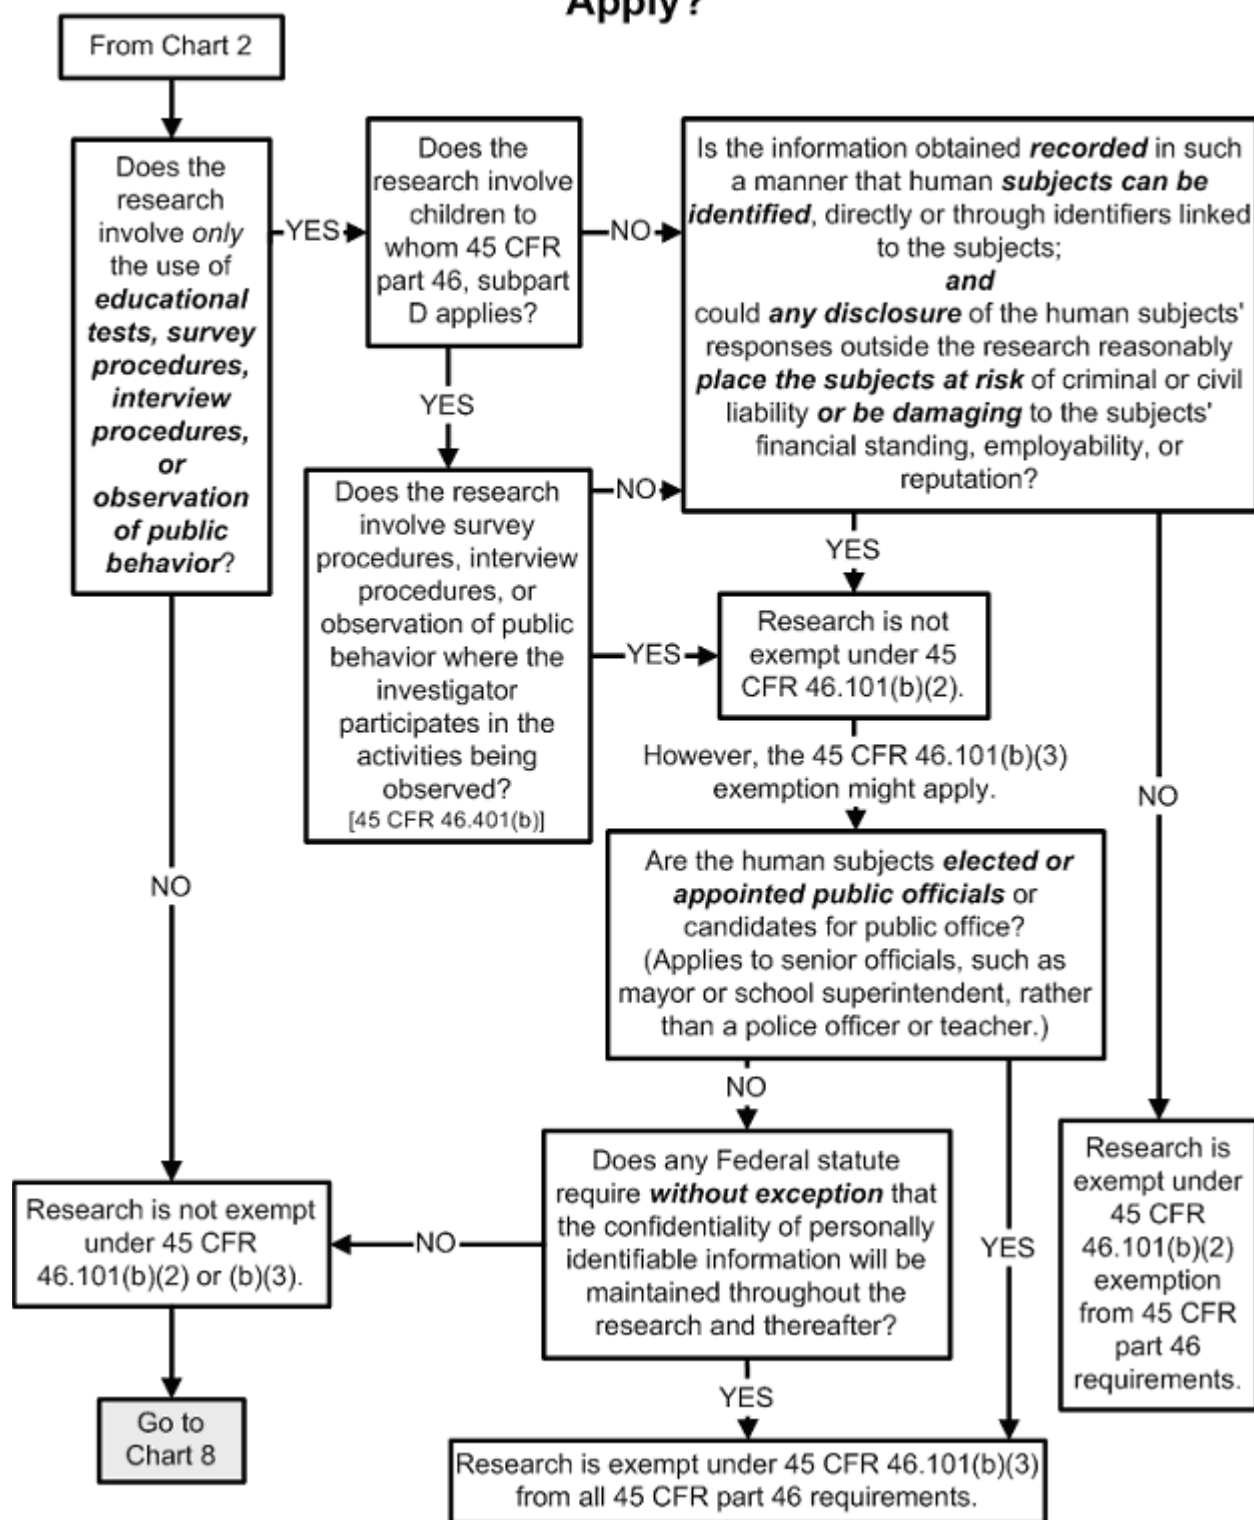 Apply?
From Chart 2
Does the
research
involve only
the use of
educational
tests, survey
procedures,
interview
procedures,
or
observation
of public
behavior?
YES
Does the
research involve
children to
whom 45 CFR
part 46, subpart
D applies?
NO
Is the information obtained recorded in such
a manner that human subjects can be
identified, directly or through identifiers linked
to the subjects;
and
could any disclosure of the human subjects'
responses outside the research reasonably
place the subjects at risk of criminal or civil
liability or be damaging to the subjects'
financial standing, employability, or
reputation?
YES
Does the research
involve survey
procedures, interview
procedures, or
observation of public
behavior where the
investigator
participates in the
activities being
observed?
[45 CFR 46.401(b)]
NO
YES
YES
Research is not
exempt under 45
CFR 46.101(b)(2).
However, the 45 CFR 46.101(b)(3)
exemption might apply.
NO
Are the human subjects elected or
appointed public officials or
candidates for public office?
(Applies to senior officials, such as
mayor or school superintendent, rather
than a police officer or teacher.)
NO
NO
Does any Federal statute
require without exception that
the confidentiality of personally
identifiable information will be
maintained throughout the
research and thereafter?
YES
Research is
exempt under
45 CFR
46.101(b)(2)
exemption
from 45 CFR
part 46
requirements.
NO
Research is not exempt
under 45 CFR
46.101(b)(2) or (b)(3).
YES
Go to
Chart 8
Research is exempt under 45 CFR 46.101(b)(3)
from all 45 CFR part 46 requirements.